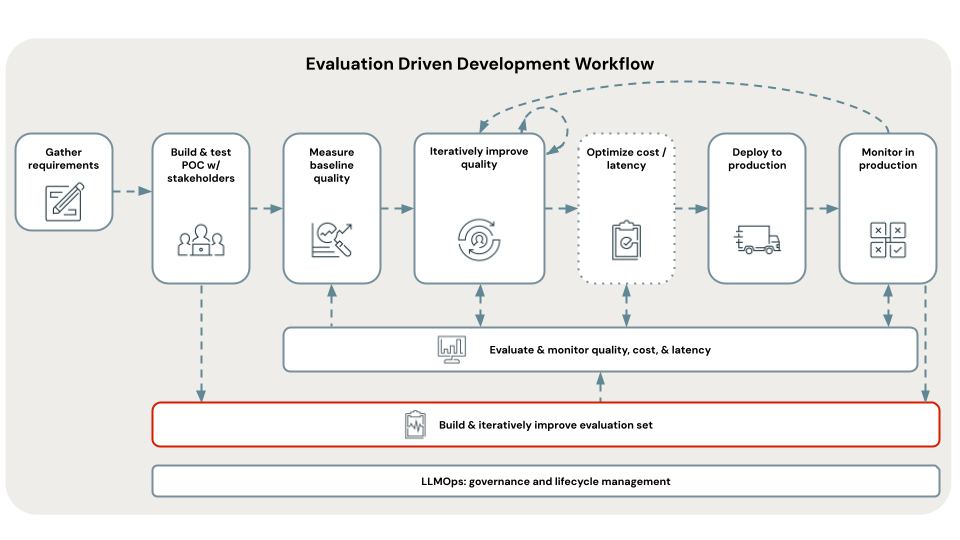 Evaluation Driven Development Workflow
Gather
requirements
Build & test
POC w/
stakeholders
Measure
baseline
quality
Iteratively improve
quality
Optimize cost /
latency
Deploy to
production
Monitor in
production
Evaluate & monitor quality, cost, & latency
Build & iteratively improve evaluation set
LLMOps: governance and lifecycle management